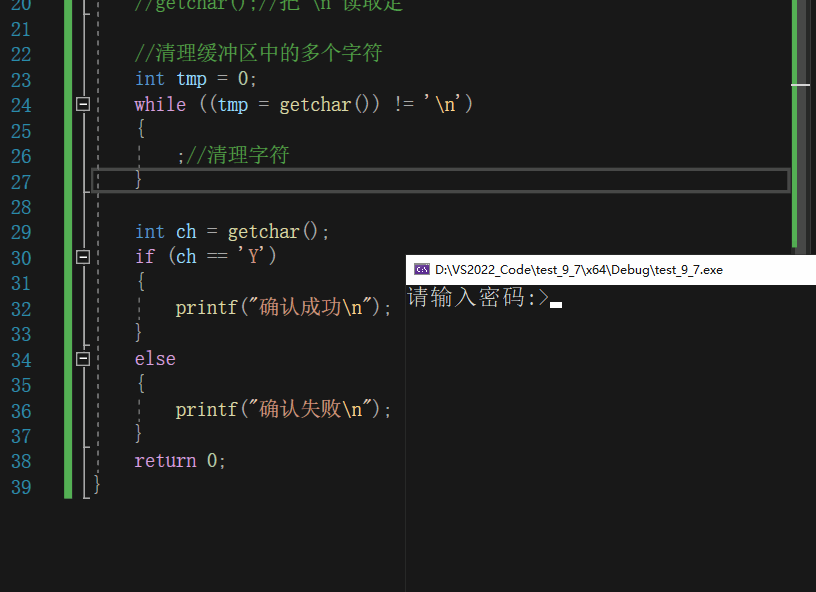 20 //getchar();//把'\n'读取走
21
22 //清理缓冲区中的多个字符
23 int tmp = 0;
24 while ((tmp = getchar()) != '\n')
25 {
26 ;//清理字符
27 }
28
29 int ch = getchar();
30 if (ch == 'Y')
31 {
32 printf("确认成功\n");
33 }
34 else
35 {
36 printf("确认失败\n");
37 }
38 return 0;
39 }
D:\VS2022_Code\test_9_7\x64\Debug\test_9_7.exe
请输入密码:>